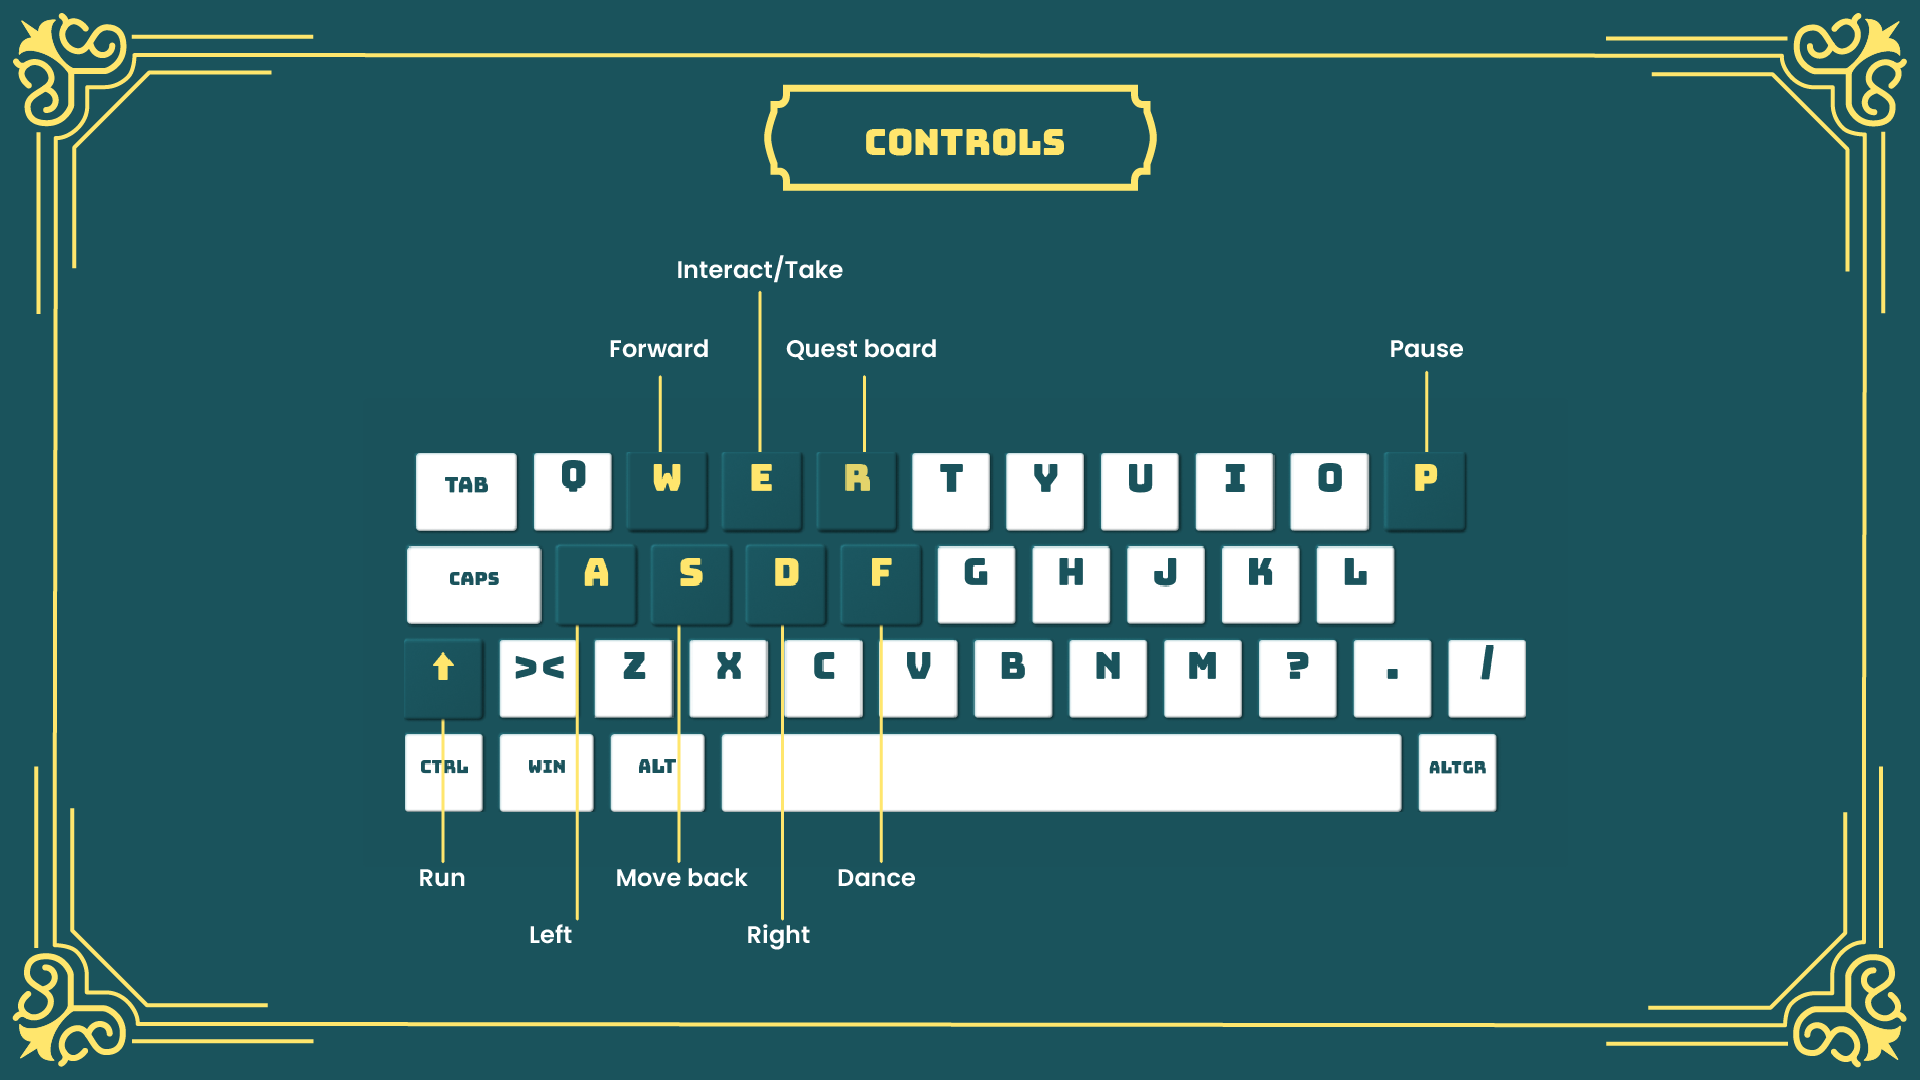 CONTROLS
Interact/Take
Forward
Quest board
Pause
TAB Q W E R T Y U I O P
CAPS A S D F G H J K L
>< Z X C V B N M ? . /
CTRL WIN ALT ALTGR
Run
Move back
Dance
Left
Right